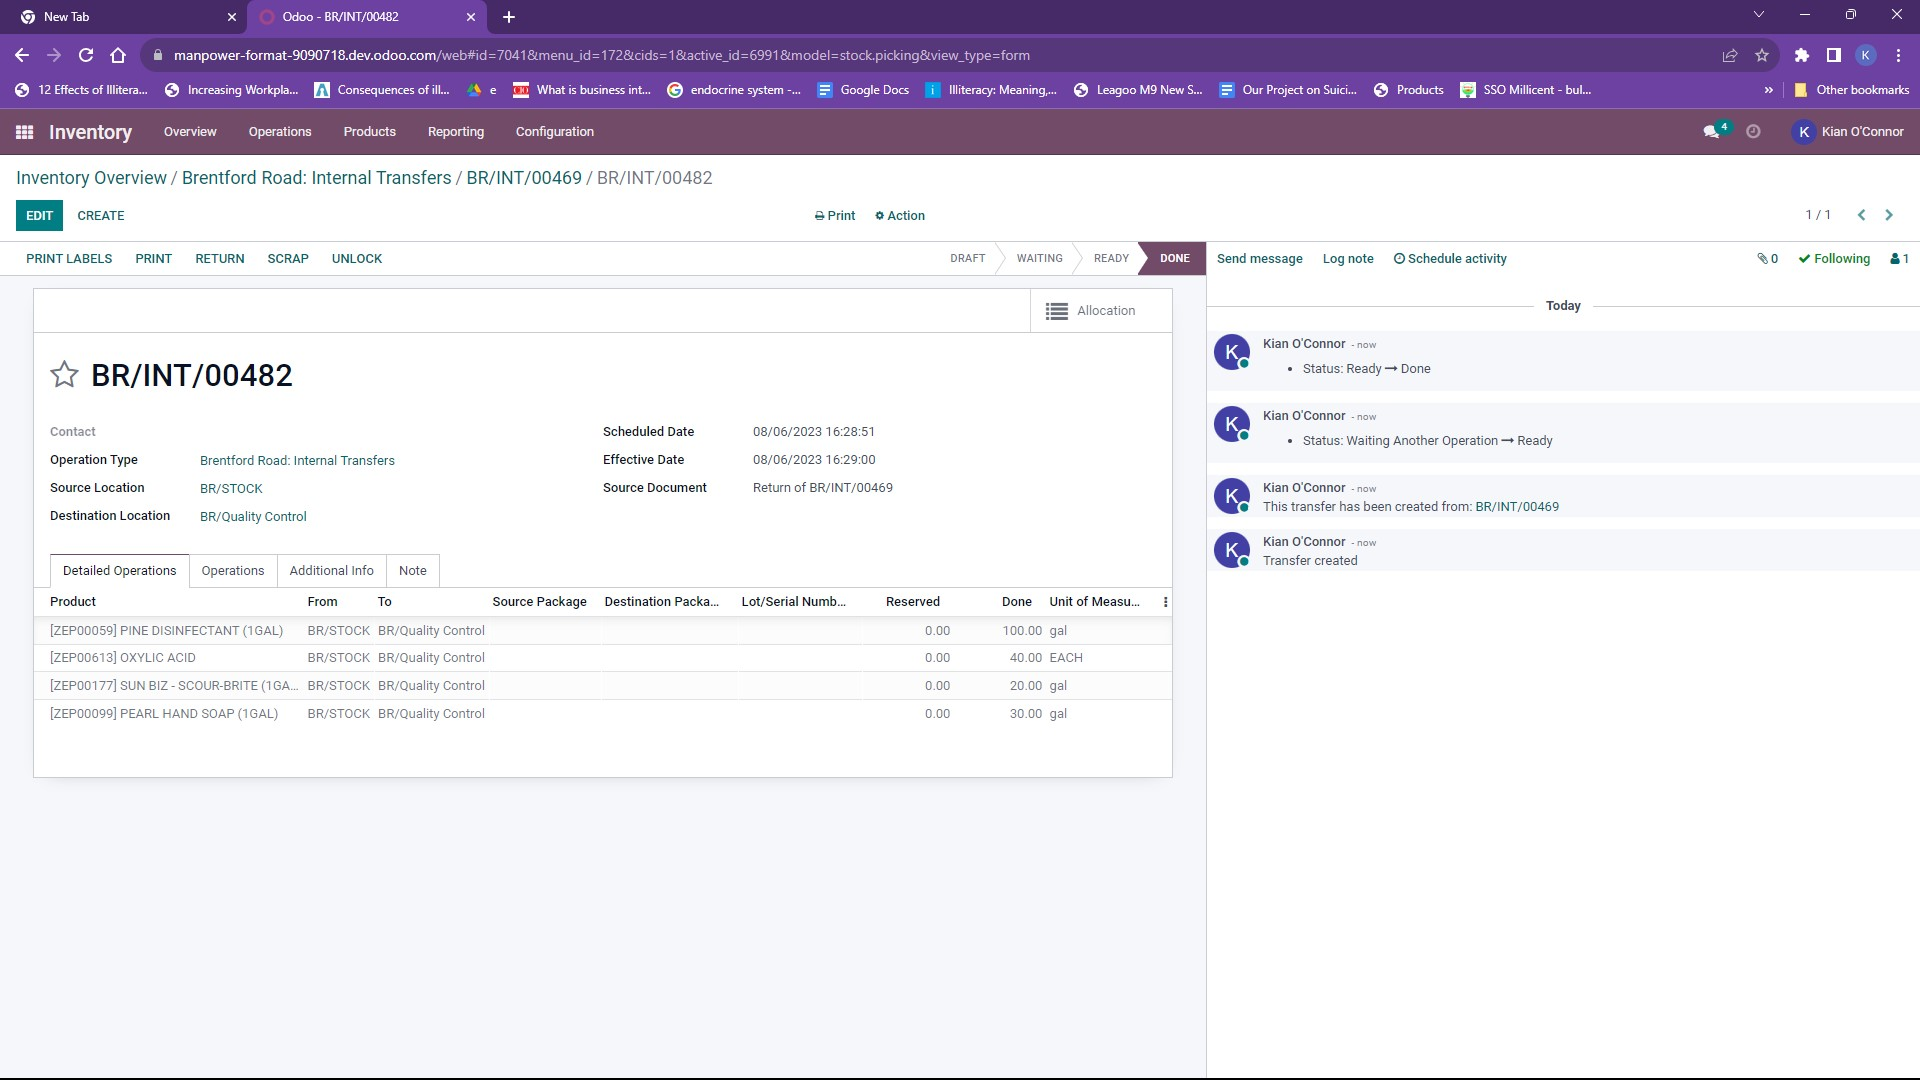 New Tab
Odoo - BR/INT/00482
manpower-format-9090718.dev.odoo.com/web#id=7041&menu_id=172&cids=1&active_id=6991&model=stock.picking&view_type=form
K
12 Effects of Illitera...
Increasing Workpla...
Consequences of ill...
e
What is business int...
endocrine system -...
Google Docs
Illiteracy: Meaning,...
Leagoo M9 New S...
Our Project on Suici...
Products
SSO Millicent - bul...
»
Other bookmarks
Inventory
Overview
Operations
Products
Reporting
Configuration
4
K
Kian O'Connor
Inventory Overview / Brentford Road: Internal Transfers / BR/INT/00469 / BR/INT/00482
EDIT
CREATE
Print
Action
1 / 1
PRINT LABELS
PRINT
RETURN
SCRAP
UNLOCK
DRAFT
WAITING
READY
DONE
Send message
Log note
Schedule activity
0
Following
1
Allocation
BR/INT/00482
Contact
Operation Type
Brentford Road: Internal Transfers
Source Location
BR/STOCK
Destination Location
BR/Quality Control
Scheduled Date
08/06/2023 16:28:51
Effective Date
08/06/2023 16:29:00
Source Document
Return of BR/INT/00469
Detailed Operations
Operations
Additional Info
Note
Product From To Source Package Destination Packa... Lot/Serial Numb... Reserved Done Unit of Measu...
[ZEP00059] PINE DISINFECTANT (1GAL) BR/STOCK BR/Quality Control 0.00 100.00 gal
[ZEP00613] OXYLIC ACID BR/STOCK BR/Quality Control 0.00 40.00 EACH
[ZEP00177] SUN BIZ - SCOUR-BRITE (1GA... BR/STOCK BR/Quality Control 0.00 20.00 gal
[ZEP00099] PEARL HAND SOAP (1GAL) BR/STOCK BR/Quality Control 0.00 30.00 gal
Today
K
Kian O'Connor - now
Status: Ready → Done
K
Kian O'Connor - now
Status: Waiting Another Operation → Ready
K
Kian O'Connor - now
This transfer has been created from: BR/INT/00469
K
Kian O'Connor - now
Transfer created